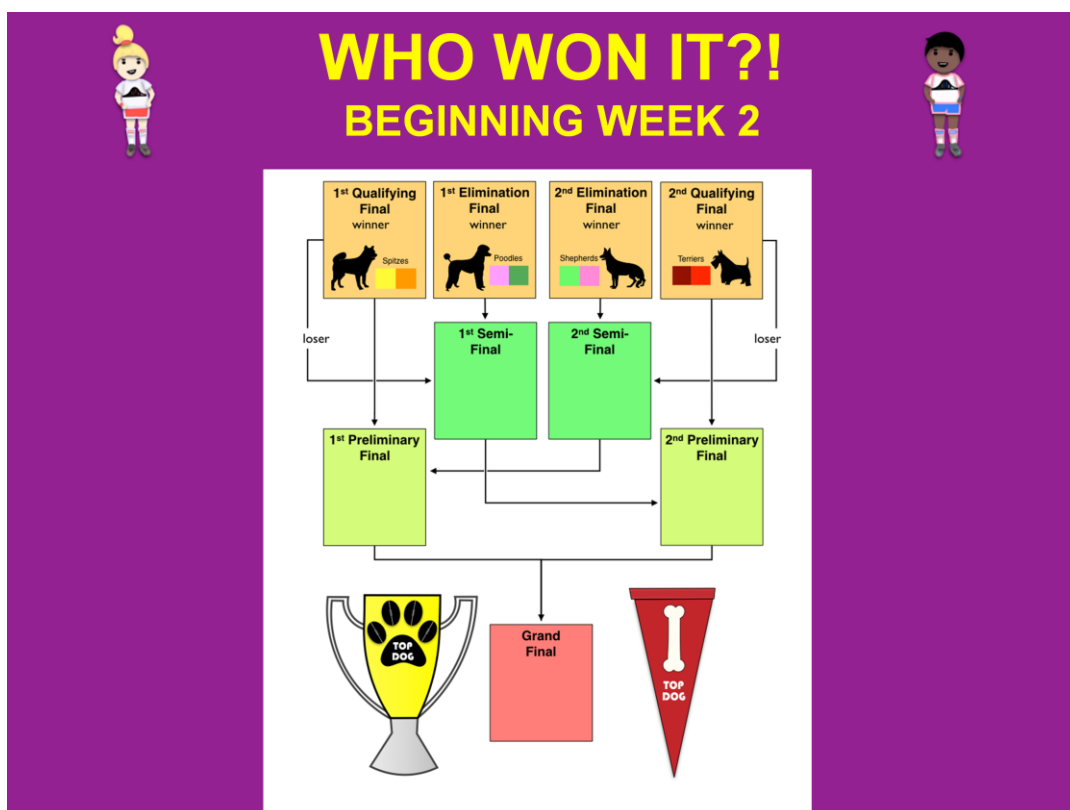 WHO WON IT?!
BEGINNING WEEK 2
1st Qualifying
Final
winner
Spitzes
1st Elimination
Final
winner
Poodles
2nd Elimination
Final
winner
Shepherds
2nd Qualifying
Final
winner
Terriers
loser
1st Semi-
Final
2nd Semi-
Final
loser
1st Preliminary
Final
2nd Preliminary
Final
TOP
DOG
Grand
Final
TOP
DOG